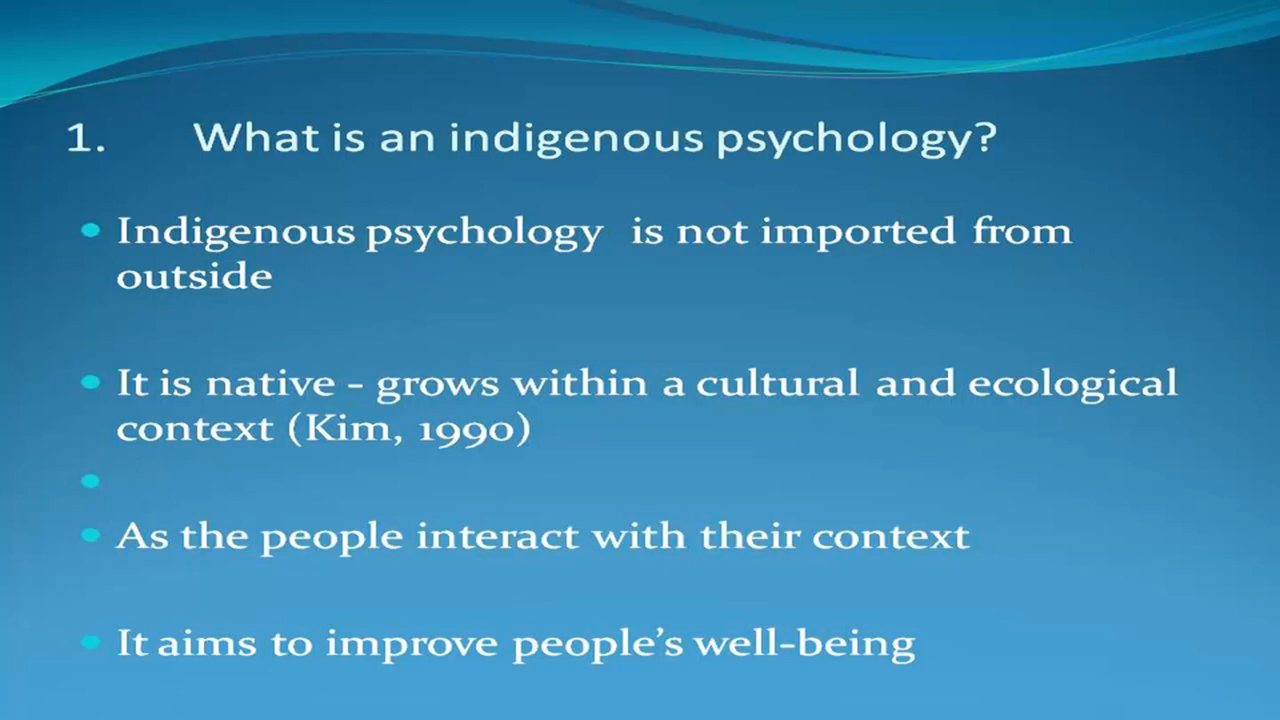 1. What is an indigenous psychology?
• Indigenous psychology is not imported from
outside
• It is native - grows within a cultural and ecological
context (Kim, 1990)
•
• As the people interact with their context
• It aims to improve people’s well-being